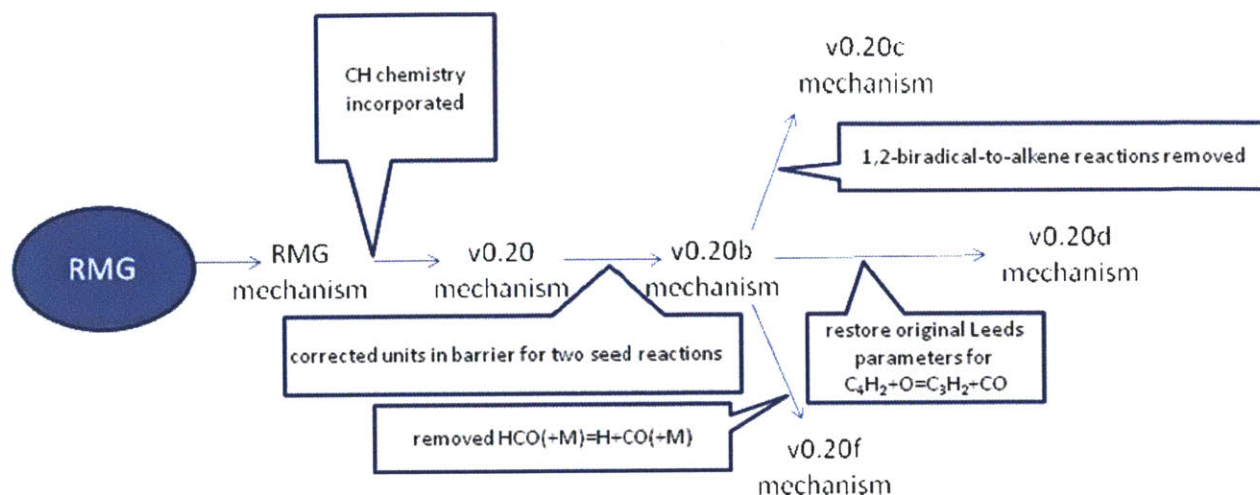 CH chemistry
incorporated
v0.20c
mechanism
1,2-biradical-to-alkene reactions removed
RMG
RMG
mechanism
v0.20
mechanism
v0.20b
mechanism
v0.20d
mechanism
corrected units in barrier for two seed reactions
restore original Leeds
parameters for
C₄H₂+O=C₃H₂+CO
removed HCO(+M)=H+CO(+M)
v0.20f
mechanism